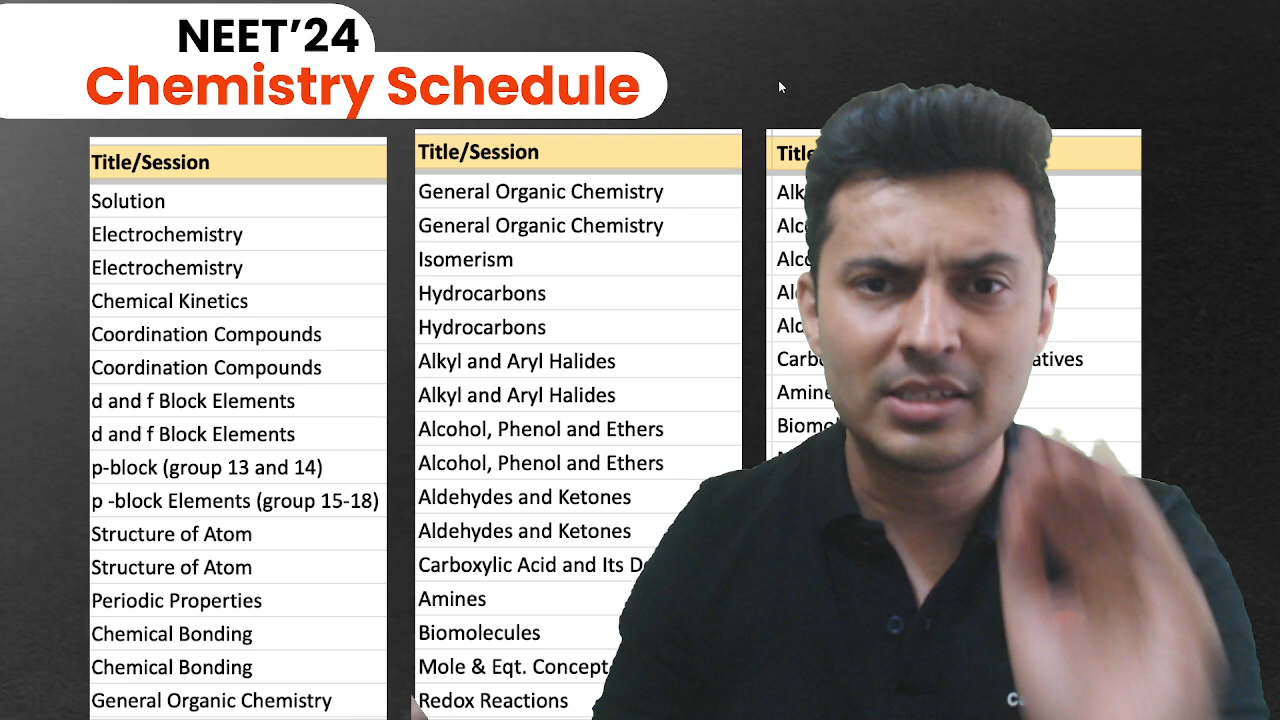 NEET’24
Chemistry Schedule
Title/Session
Solution
Electrochemistry
Electrochemistry
Chemical Kinetics
Coordination Compounds
Coordination Compounds
d and f Block Elements
d and f Block Elements
p-block (group 13 and 14)
p -block Elements (group 15-18)
Structure of Atom
Structure of Atom
Periodic Properties
Chemical Bonding
Chemical Bonding
General Organic Chemistry
Title/Session
General Organic Chemistry
General Organic Chemistry
Isomerism
Hydrocarbons
Hydrocarbons
Alkyl and Aryl Halides
Alkyl and Aryl Halides
Alcohol, Phenol and Ethers
Alcohol, Phenol and Ethers
Aldehydes and Ketones
Aldehydes and Ketones
Carboxylic Acid and Its
Amines
Biomolecules
Mole & Eqt. Concept
Redox Reactions